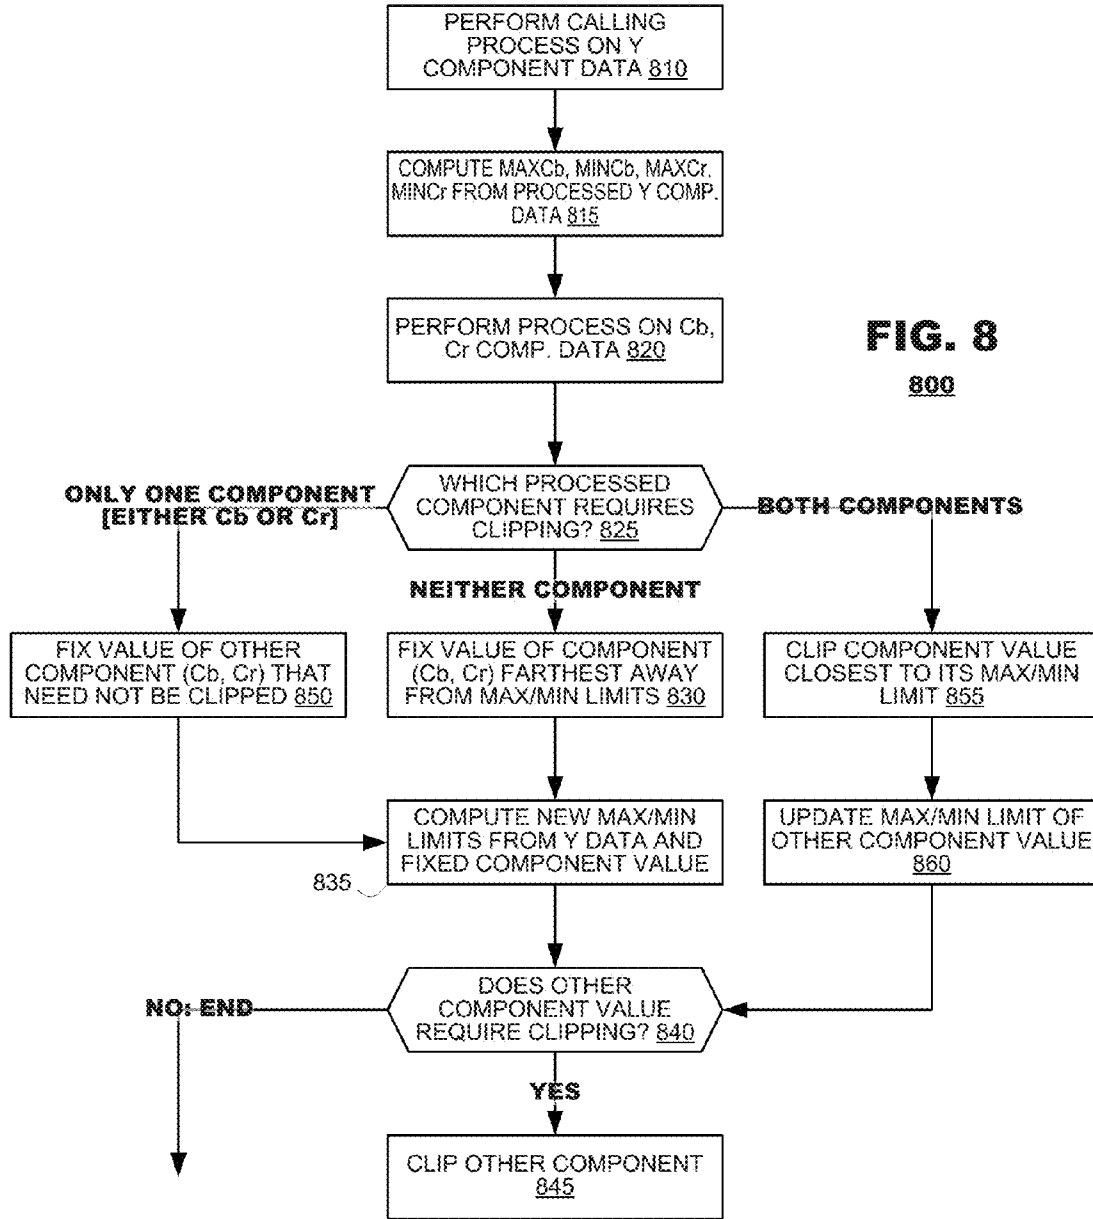 PERFORM CALLING
PROCESS ON Y
COMPONENT DATA 810
COMPUTE MAXCb, MINCb, MAXCr,
MINCr FROM PROCESSED Y COMP.
DATA 815
PERFORM PROCESS ON Cb,
Cr COMP. DATA 820
FIG. 8
800
WHICH PROCESSED
COMPONENT REQUIRES
CLIPPING? 825
ONLY ONE COMPONENT
[EITHER Cb OR Cr]
BOTH COMPONENTS
NEITHER COMPONENT
FIX VALUE OF OTHER
COMPONENT (Cb, Cr) THAT
NEED NOT BE CLIPPED 850
FIX VALUE OF COMPONENT
(Cb, Cr) FARTHEST AWAY
FROM MAX/MIN LIMITS 830
CLIP COMPONENT VALUE
CLOSEST TO ITS MAX/MIN
LIMIT 855
COMPUTE NEW MAX/MIN
LIMITS FROM Y DATA AND
FIXED COMPONENT VALUE
835
UPDATE MAX/MIN LIMIT OF
OTHER COMPONENT VALUE
860
DOES OTHER
COMPONENT VALUE
REQUIRE CLIPPING? 840
NO: END
YES
CLIP OTHER COMPONENT
845